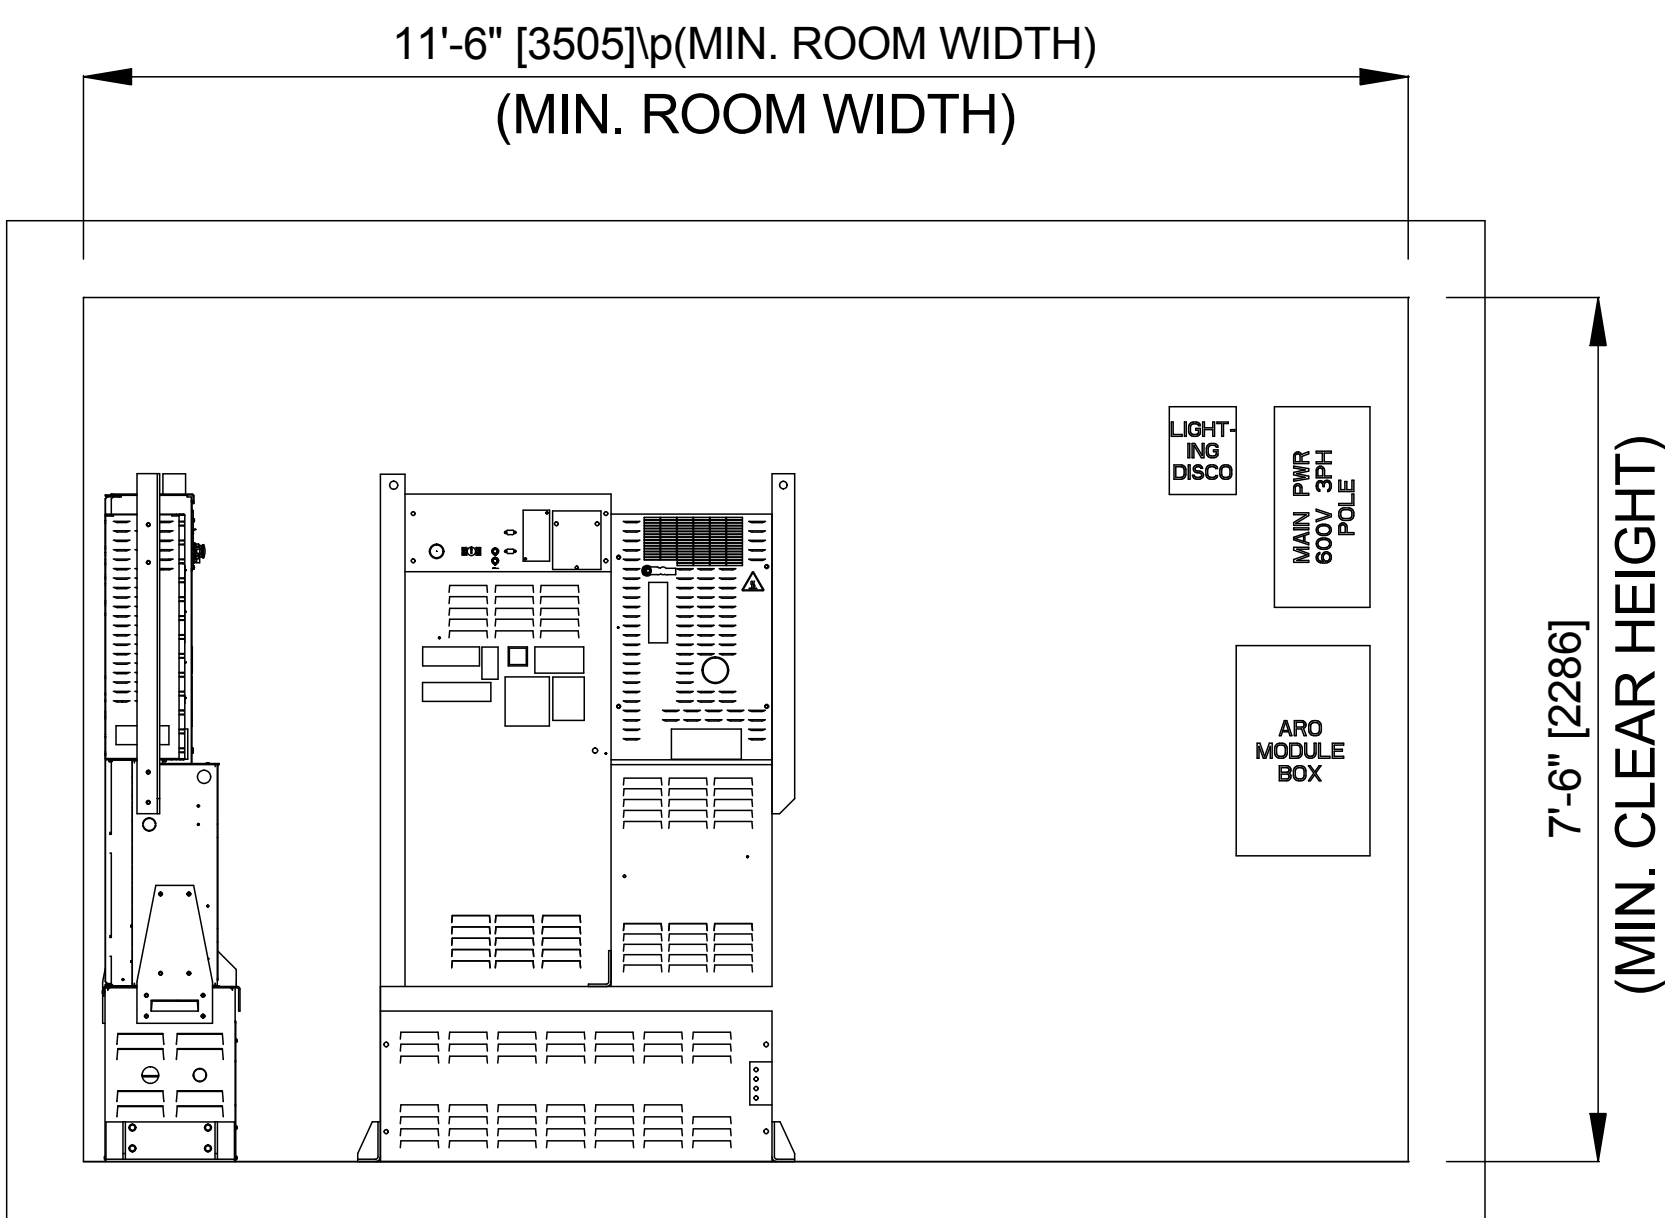 11'-6" [3505]\p(MIN. ROOM WIDTH)
(MIN. ROOM WIDTH)
LIGHT-
ING
DISCO
MAIN PWR
600V 3PH
POLE
ARO
MODULE
BOX
7'-6" [2286]
(MIN. CLEAR HEIGHT)